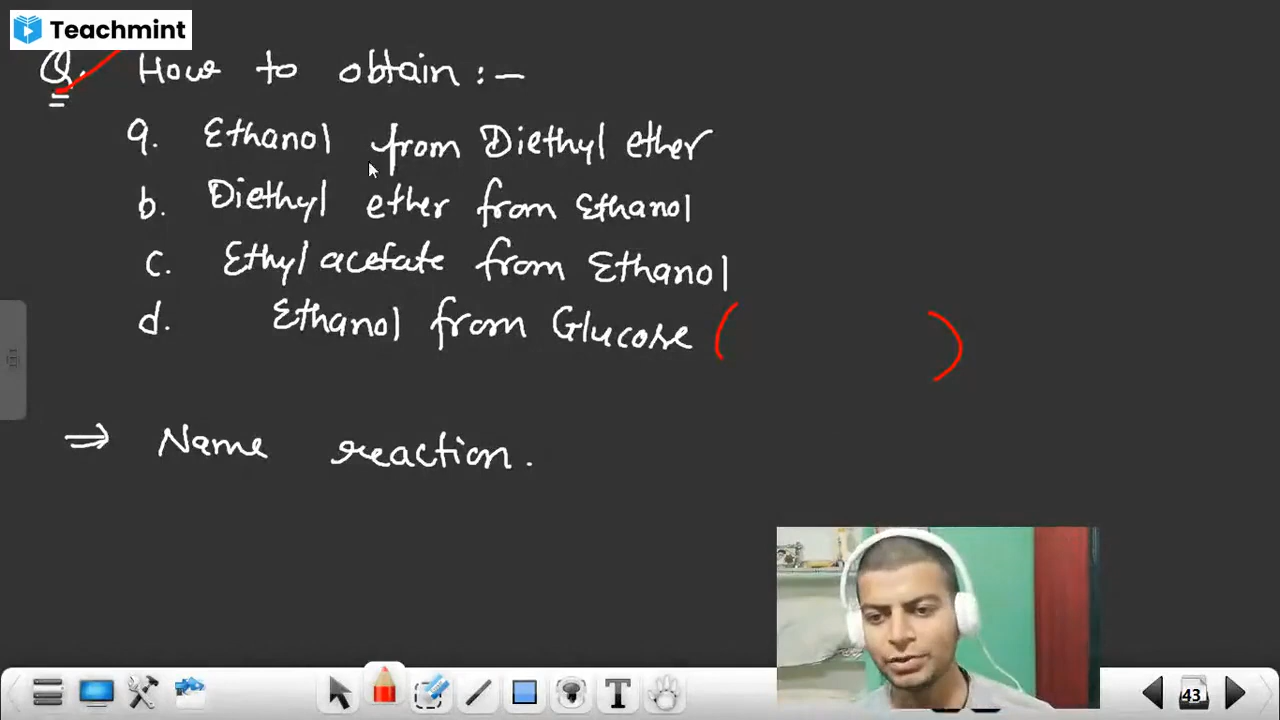 Teachmint
Q. How to obtain :-
a. Ethanol from Diethyl ether
b. Diethyl ether from Ethanol
c. Ethyl acetate from Ethanol
d. Ethanol from Glucose ( )
⇒ Name reaction.
43